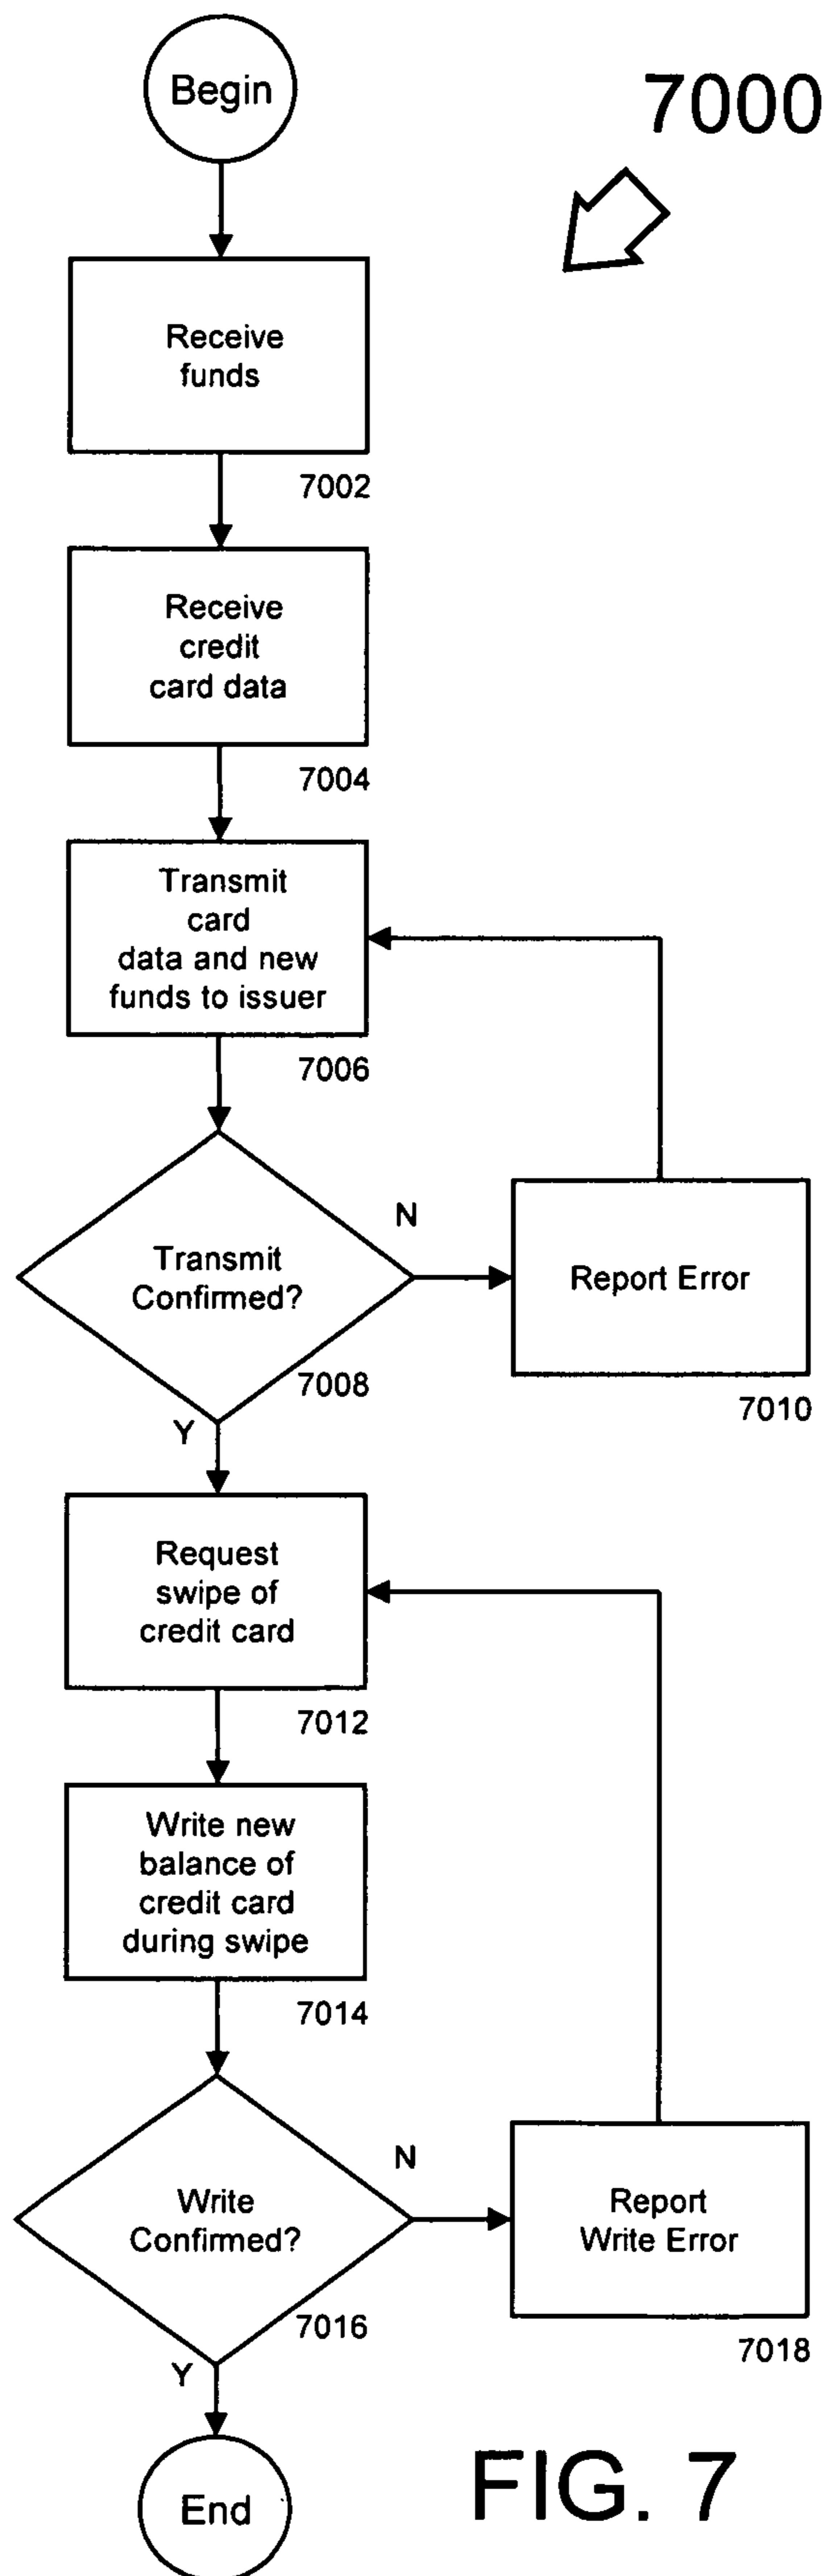 Begin
7000
Receive
funds
7002
Receive
credit
card data
7004
Transmit
card
data and new
funds to issuer
7006
Transmit
Confirmed?
7008
N
Y
Report Error
7010
Request
swipe of
credit card
7012
Write new
balance of
credit card
during swipe
7014
Write
Confirmed?
7016
N
Y
Report
Write Error
7018
End
FIG. 7